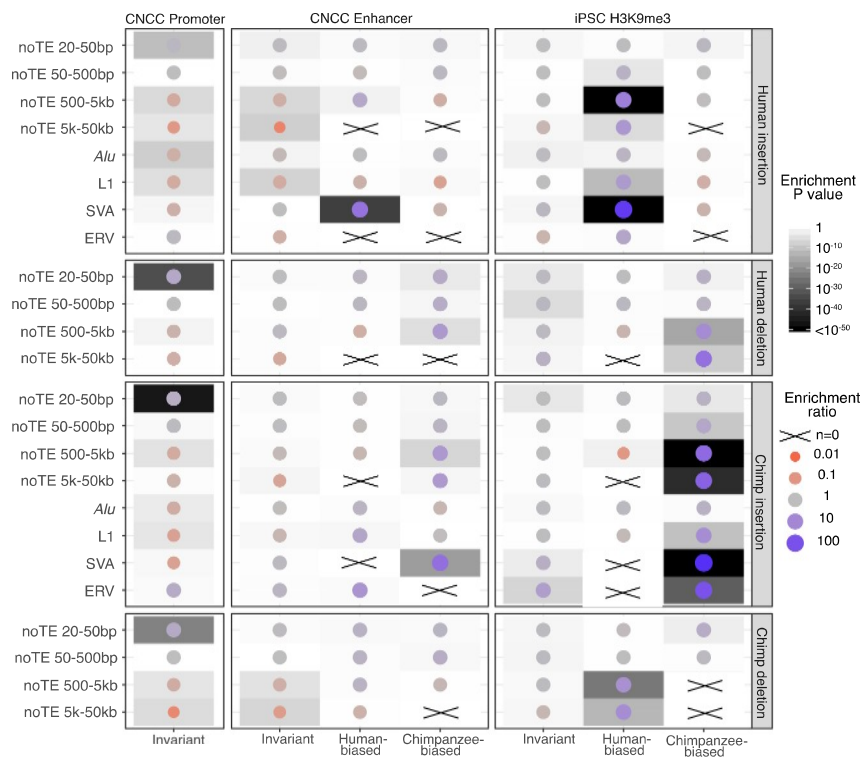 CNCC Promoter
CNCC Enhancer
iPSC H3K9me3
noTE 20-50bp
noTE 50-500bp
noTE 500-5kb
noTE 5k-50kb
Alu
L1
SVA
ERV
Human insertion
noTE 20-50bp
noTE 50-500bp
noTE 500-5kb
noTE 5k-50kb
Human deletion
noTE 20-50bp
noTE 50-500bp
noTE 500-5kb
noTE 5k-50kb
Alu
L1
SVA
ERV
Chimp insertion
noTE 20-50bp
noTE 50-500bp
noTE 500-5kb
noTE 5k-50kb
Chimp deletion
Invariant
Invariant
Human-
biased
Chimpanzee-
biased
Invariant
Human-
biased
Chimpanzee-
biased
Enrichment
P value
1
10⁻¹⁰
10⁻²⁰
10⁻³⁰
10⁻⁴⁰
<10⁻⁵⁰
Enrichment
ratio
n=0
0.01
0.1
1
10
100